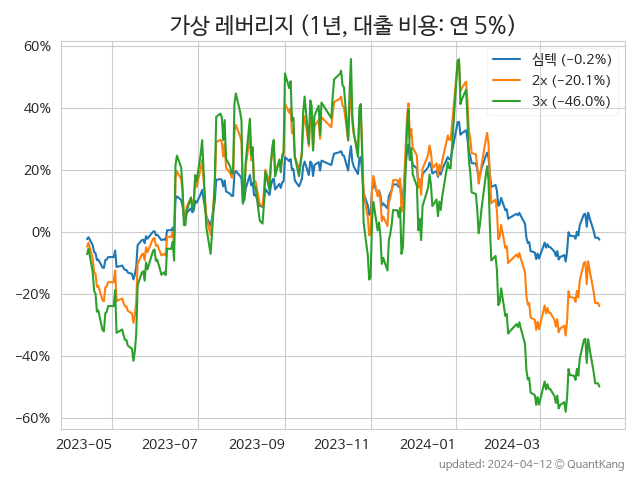 가상 레버리지 (1년, 대출 비용: 연 5%)
심텍 (−0.2%)
2x (−20.1%)
3x (−46.0%)
60%
40%
20%
0%
−20%
−40%
−60%
2023-05
2023-07
2023-09
2023-11
2024-01
2024-03
updated: 2024-04-12 © QuantKang